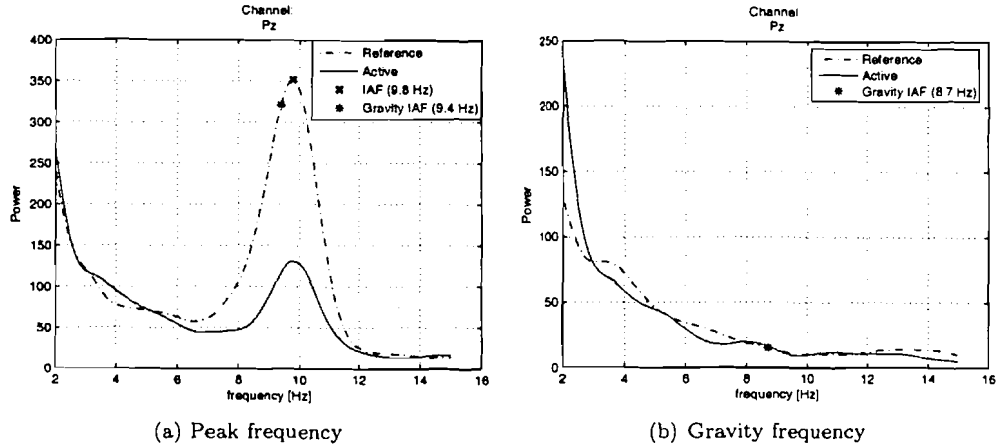 Channel:
Pz
400
350
300
250
200
150
100
50
0
Power
2
4
6
8
10
12
14
16
frequency [Hz]
Reference
Active
IAF (9.8 Hz)
Gravity IAF (9.4 Hz)
(a) Peak frequency
Channel
Pz
250
200
150
100
50
0
Power
2
4
6
8
10
12
14
16
frequency [Hz]
Reference
Active
Gravity IAF (8.7 Hz)
(b) Gravity frequency